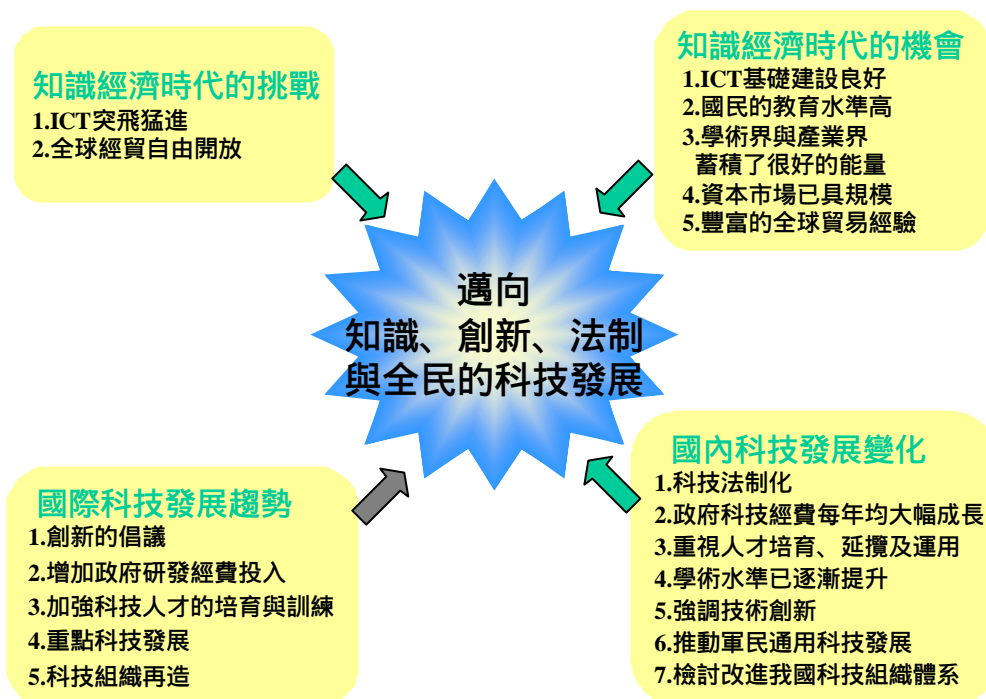 知識經濟時代的挑戰
1.ICT突飛猛進
2.全球經貿自由開放
知識經濟時代的機會
1.ICT基礎建設良好
2.國民的教育水準高
3.學術界與產業界
蓄積了很好的能量
4.資本市場已具規模
5.豐富的全球貿易經驗
邁向
知識、創新、法制
與全民的科技發展
國際科技發展趨勢
1.創新的倡議
2.增加政府研發經費投入
3.加強科技人才的培育與訓練
4.重點科技發展
5.科技組織再造
國內科技發展變化
1.科技法制化
2.政府科技經費每年均大幅成長
3.重視人才培育、延攬及運用
4.學術水準已逐漸提升
5.強調技術創新
6.推動軍民通用科技發展
7.檢討改進我國科技組織體系